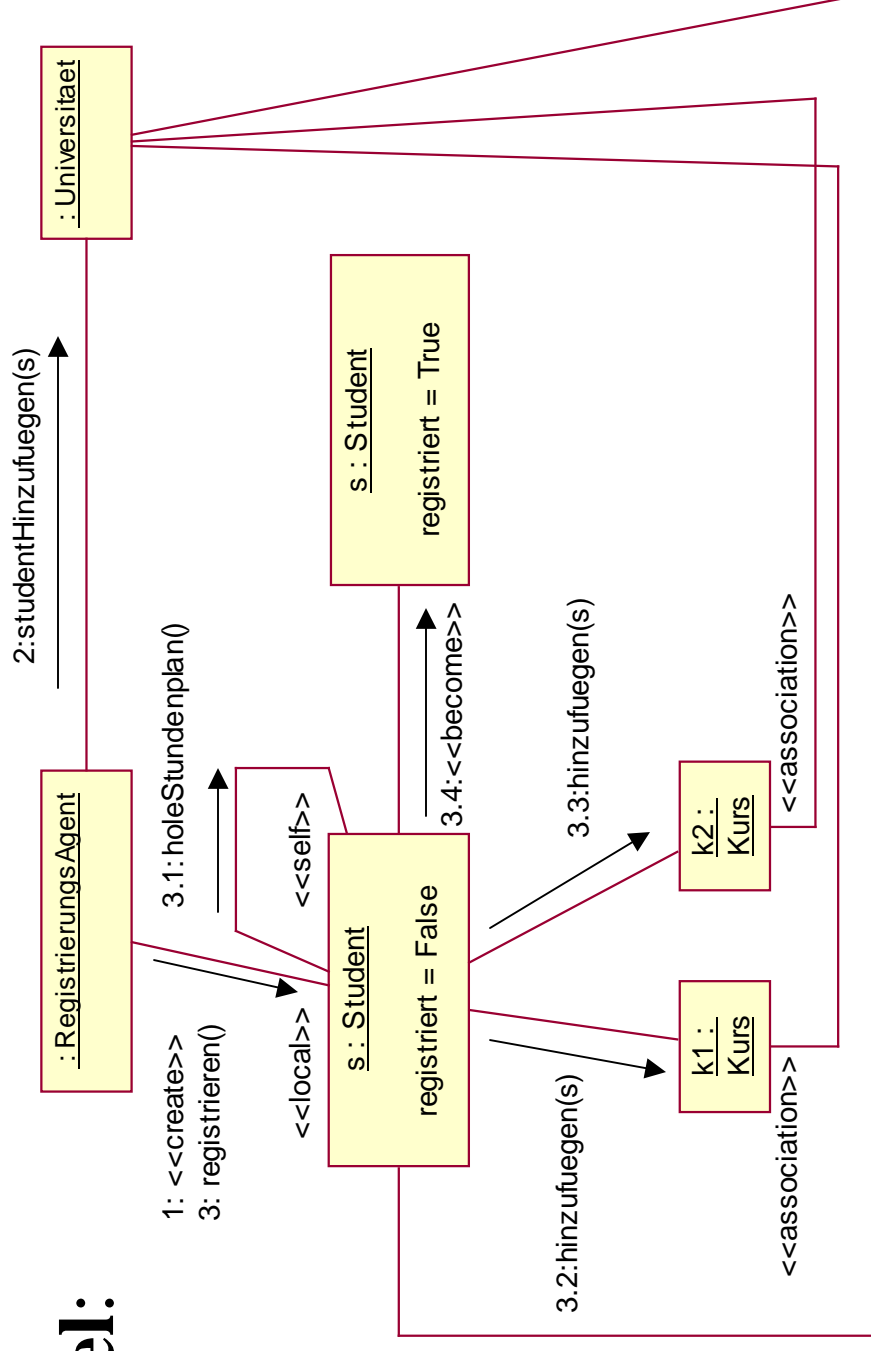 el:
2:studentHinzufuegen(s)
: RegistrierungsAgent
: Universitaet
1: <<create>>
3: registrieren()
3.1: holeStundenplan()
<<local>>
<<self>>
s : Student
registriert = False
s : Student
registriert = True
3.4:<<become>>
3.2:hinzufuegen(s)
3.3:hinzufuegen(s)
k1 :
Kurs
k2 :
Kurs
<<association>>
<<association>>